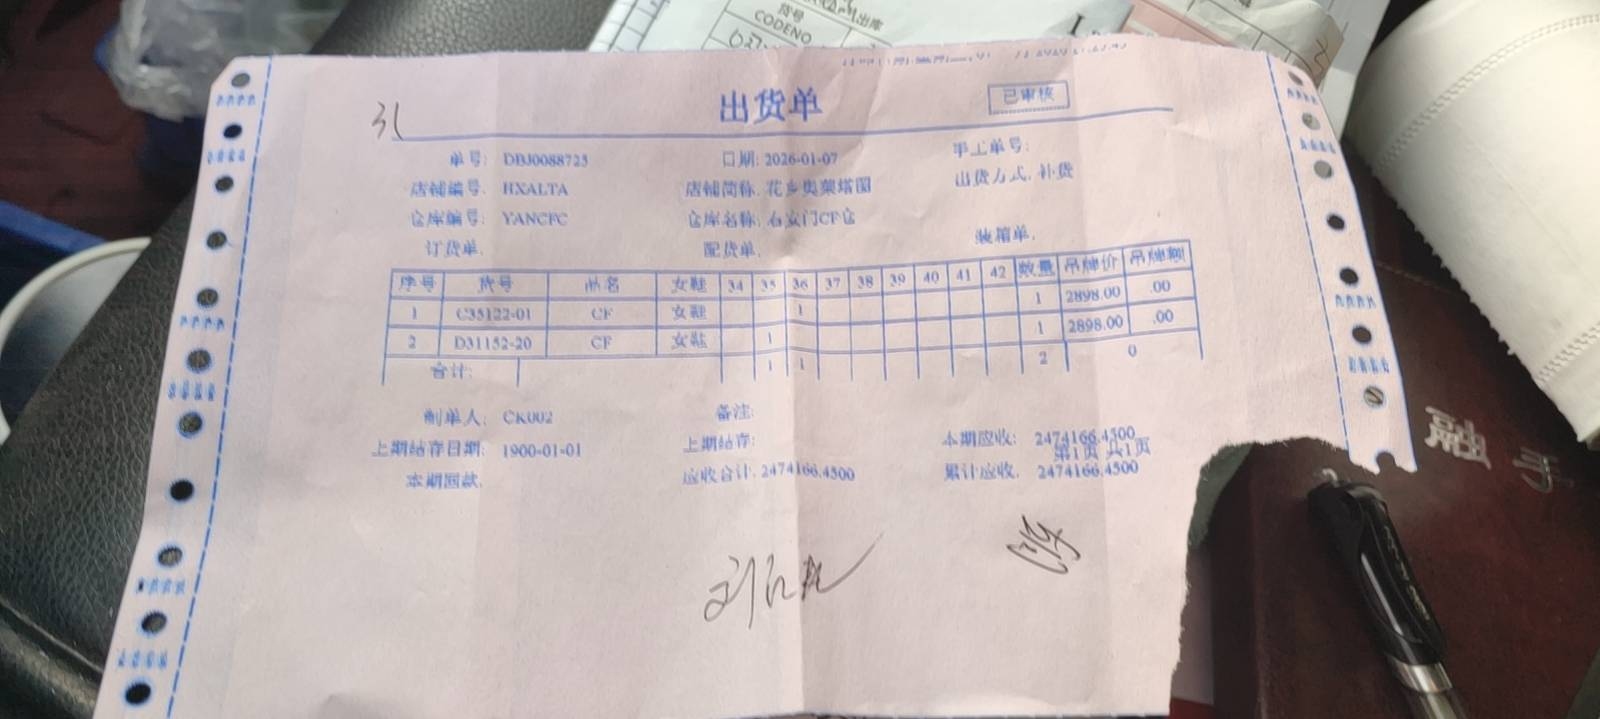 货号
CODENO
出货单
已审核
单号: DBJ0088725 日期: 2026-01-07 手工单号:
店铺编号: HXALTA 店铺简称: 花乡奥莱塔图 出货方式: 补货
仓库编号: YANCFC 仓库名称: 右安门CF仓
订货单: 配货单: 装箱单:
序号 货号 品名 女鞋 34 35 36 37 38 39 40 41 42 数量 吊牌价 吊牌额
1 C35122-01 CF 女鞋 1 1 2898.00 .00
2 D31152-20 CF 女鞋 1 1 2898.00 .00
合计: 1 1 2 0
制单人: CK002 备注:
上期结存日期: 1900-01-01 上期结存: 本期应收: 2474166.4500
第1页 共1页
本期回款: 应收合计: 2474166.4500 累计应收: 2474166.4500
融 手